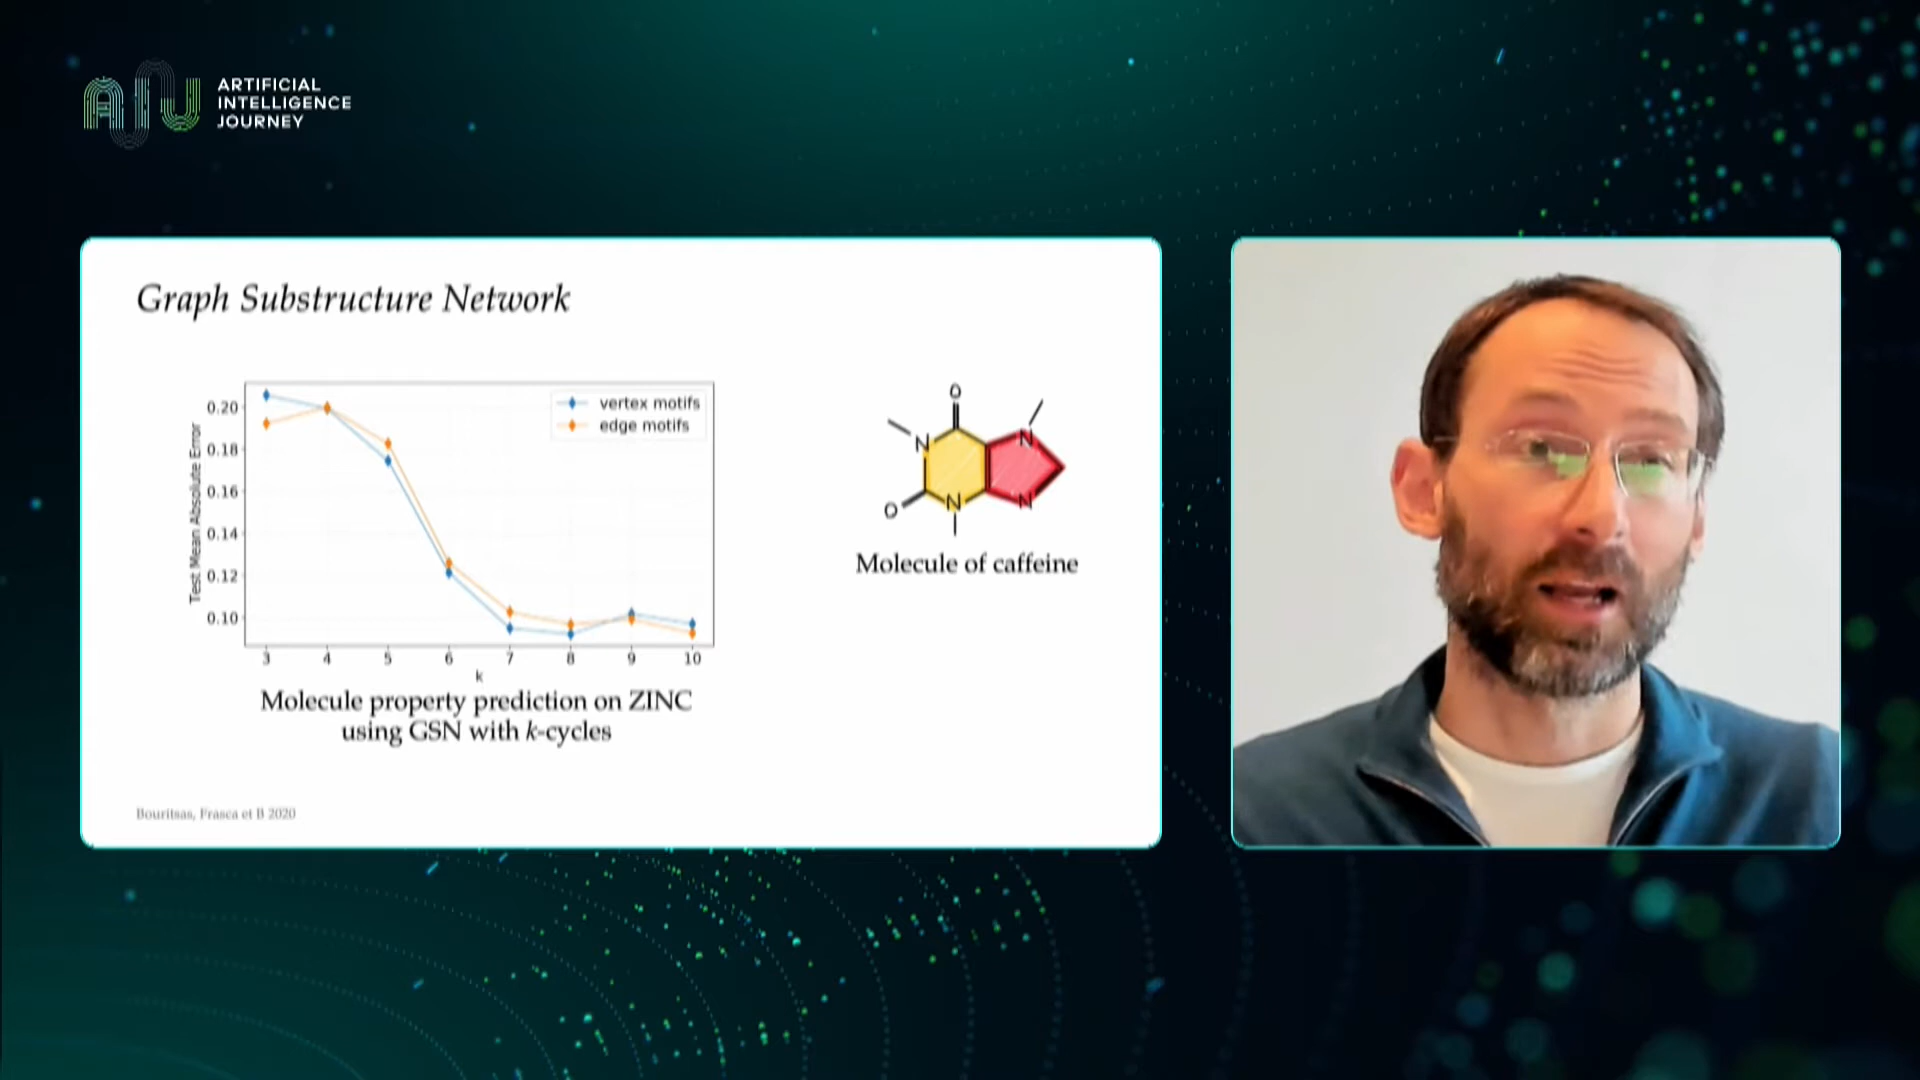 ARTIFICIAL
INTELLIGENCE
JOURNEY
Graph Substructure Network
Test Mean Absolute Error
0.20
0.18
0.16
0.14
0.12
0.10
3 4 5 6 7 8 9 10
k
vertex motifs
edge motifs
Molecule property prediction on ZINC
using GSN with k-cycles
O
N
N
O
N
N
Molecule of caffeine
Bouritsas, Frasca et B 2020